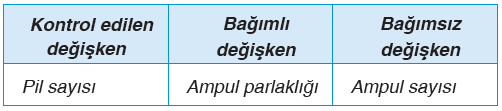 Kontrol edilen değişken | Bağımlı değişken | Bağımsız değişken
Pil sayısı | Ampul parlaklığı | Ampul sayısı